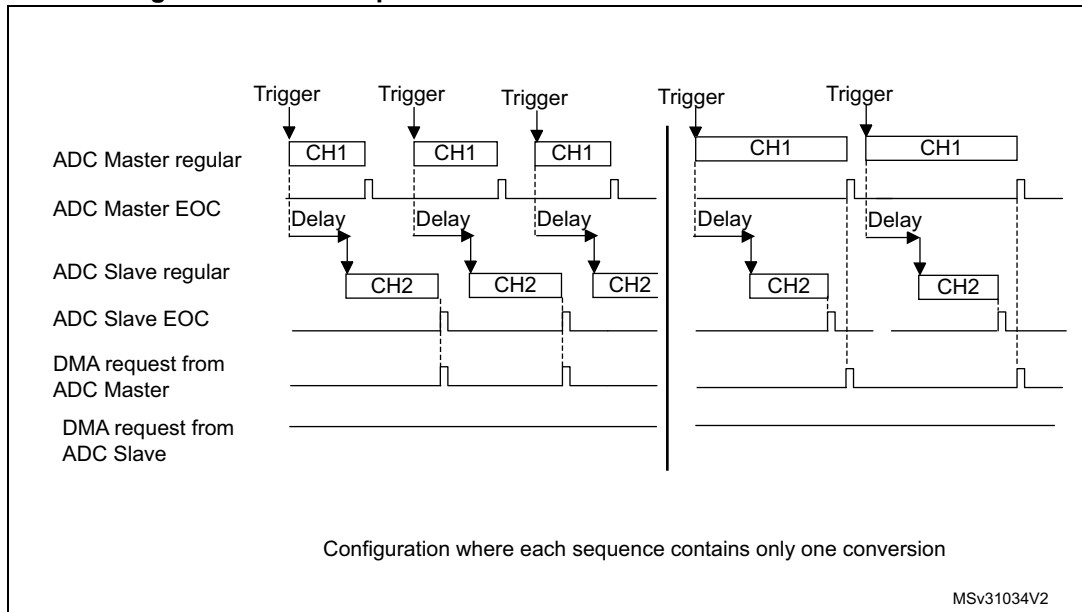 Trigger Trigger Trigger Trigger Trigger
ADC Master regular CH1 CH1 CH1 CH1 CH1
ADC Master EOC
Delay Delay Delay Delay Delay
ADC Slave regular CH2 CH2 CH2 CH2 CH2
ADC Slave EOC
DMA request from
ADC Master
DMA request from
ADC Slave
Configuration where each sequence contains only one conversion
MSv31034V2